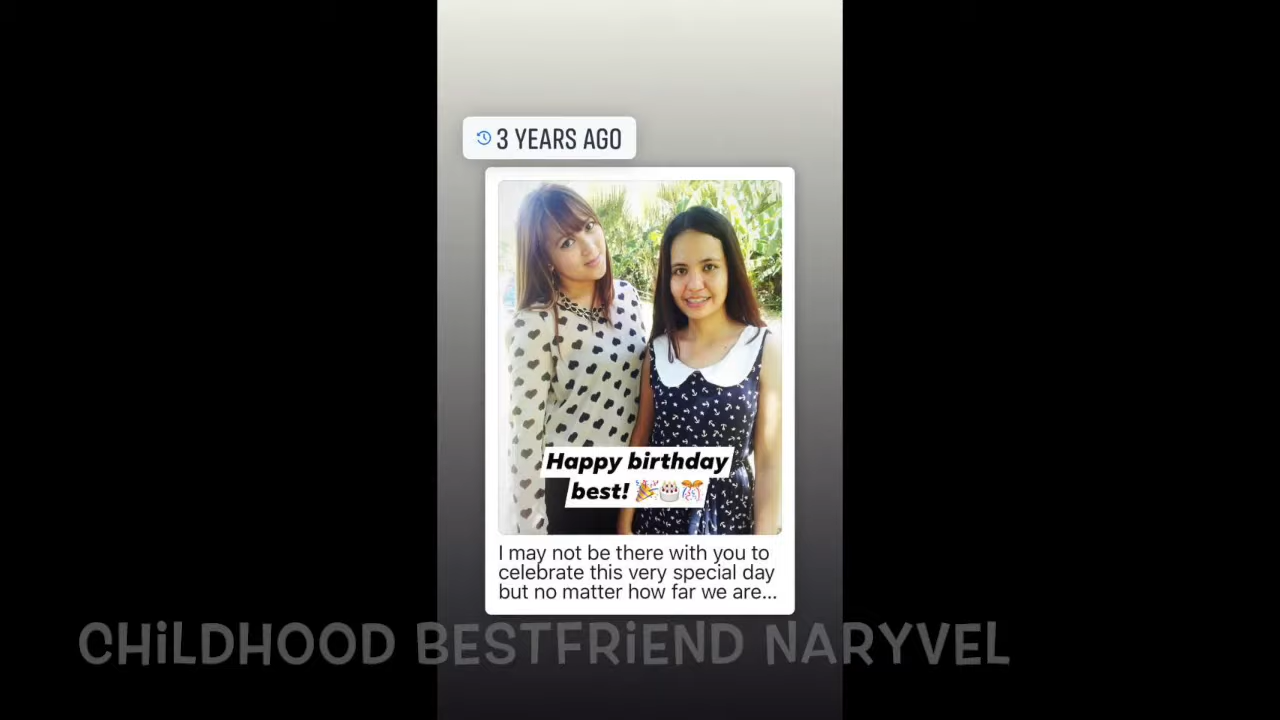 3 YEARS AGO
Happy birthday
best! 🎉🎂🎊
I may not be there with you to
celebrate this very special day
but no matter how far we are...
CHiLDHOOD BESTFRiEND NARYVEL